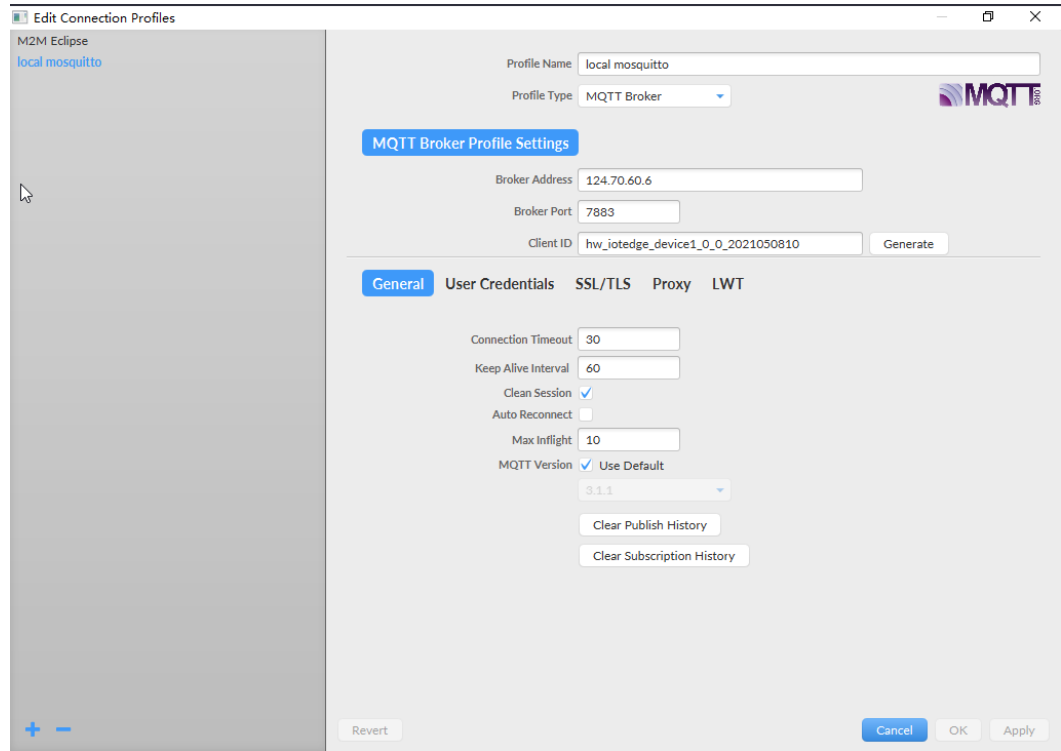 Edit Connection Profiles
M2M Eclipse
local mosquitto
Profile Name local mosquitto
Profile Type MQTT Broker
MQTT.ORG
MQTT Broker Profile Settings
Broker Address 124.70.60.6
Broker Port 7883
Client ID hw_iotedge_device1_0_0_2021050810 Generate
General User Credentials SSL/TLS Proxy LWT
Connection Timeout 30
Keep Alive Interval 60
Clean Session
Auto Reconnect
Max Inflight 10
MQTT Version Use Default
3.1.1
Clear Publish History
Clear Subscription History
Revert Cancel OK Apply